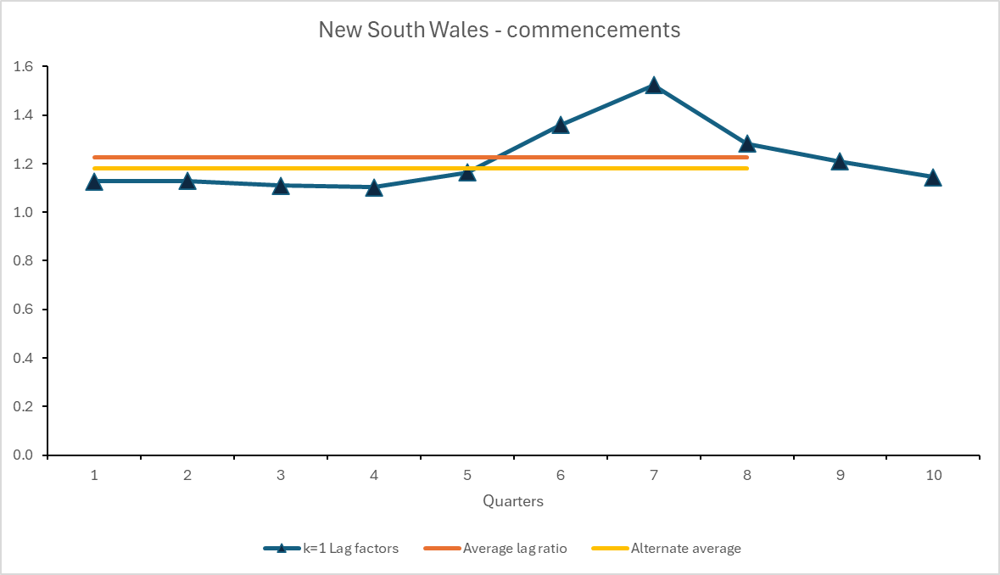 New South Wales - commencements
1.6
1.4
1.2
1.0
0.8
0.6
0.4
0.2
0.0
1 2 3 4 5 6 7 8 9 10
Quarters
k=1 Lag factors Average lag ratio Alternate average